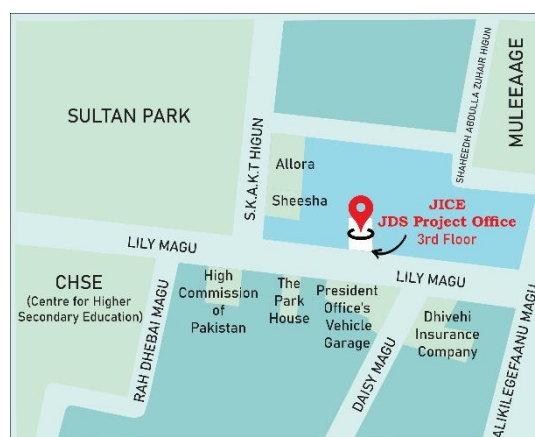 SULTAN PARK
S.K.A.K.T HIGUN
Allora
Sheesha
SHAHEEDH ABDULLA ZUHAIR HIGUN
MULEEAAGE
JICE
JDS Project Office
3rd Floor
LILY MAGU
LILY MAGU
CHSE
(Centre for Higher
Secondary Education)
RAH DHEBAI MAGU
High
Commission
of
Pakistan
The
Park
House
President
Office's
Vehicle
Garage
DAISY MAGU
Dhivehi
Insurance
Company
ALIKILEGEFAANU MAGU